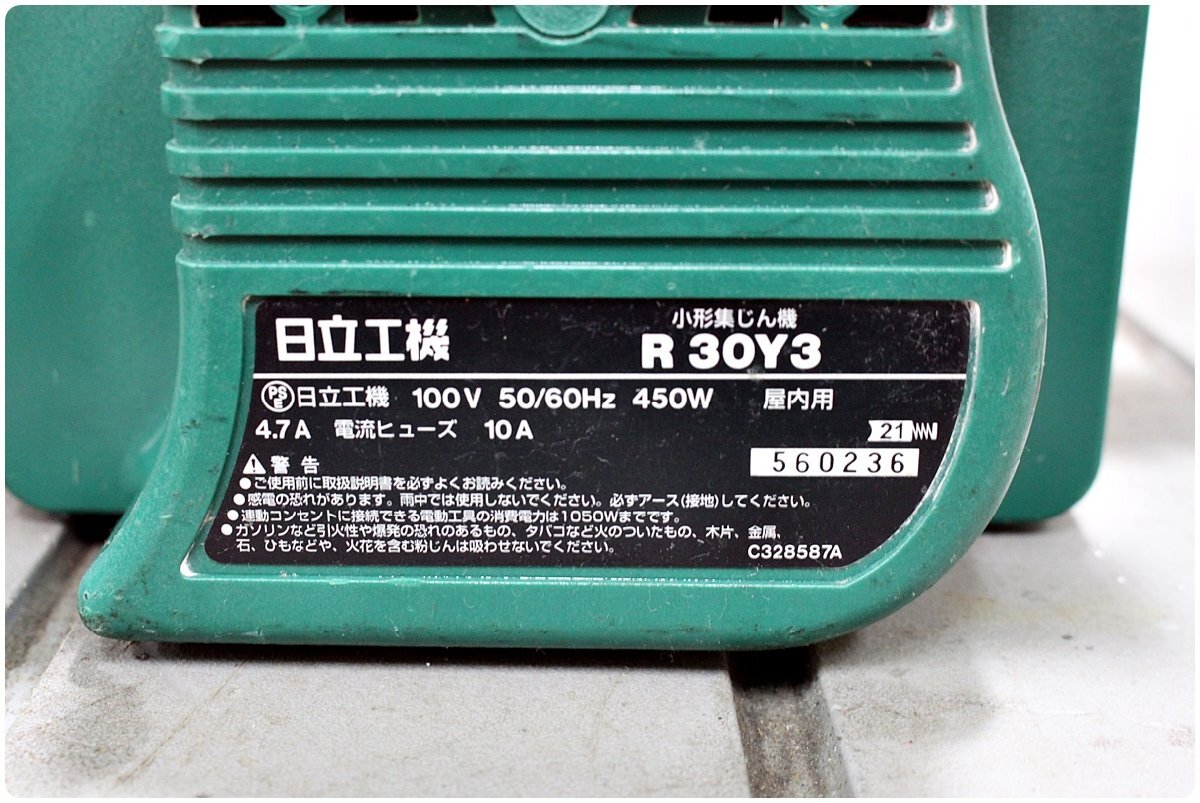 日立工機
小形集じん機
R 30Y3
PSE 日立工機 100V 50/60Hz 450W 屋内用
4.7A 電流ヒューズ 10A
21
560236
警告
●ご使用前に取扱説明書を必ずよくお読みください。
●感電の恐れがあります。雨中では使用しないでください。必ずアース(接地)してください。
●連動コンセントに接続できる電動工具の消費電力は1050Wまでです。
●ガソリンなど引火性や爆発の恐れのあるもの、タバコなど火のついたもの、木片、金属、
石、ひもなどや、火花を含む粉じんは吸わせないでください。
C328587A